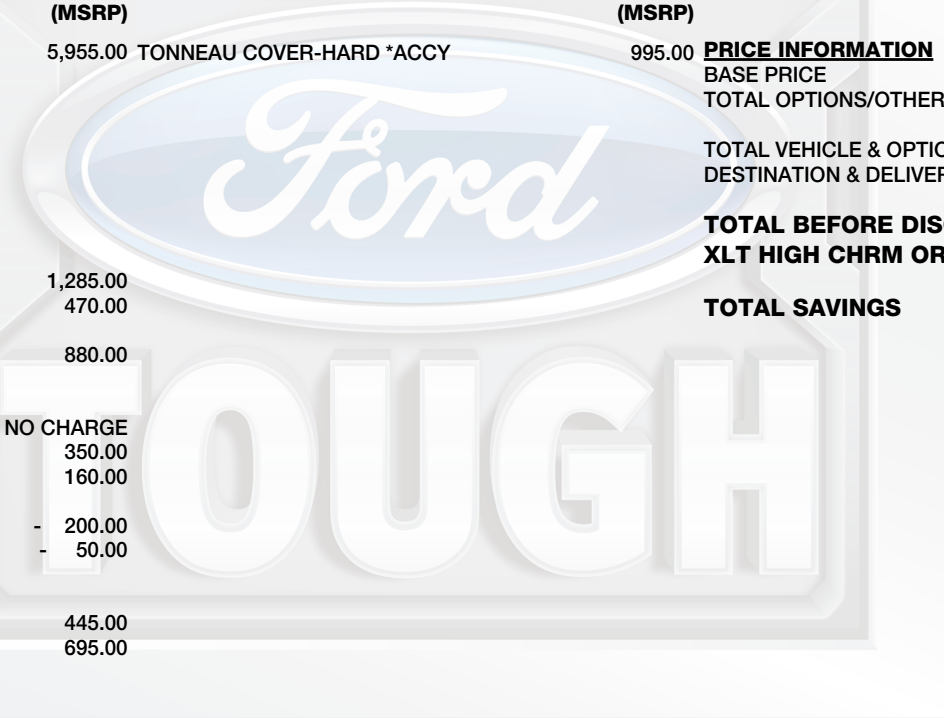 (MSRP)
5,955.00
1,285.00
470.00
880.00
NO CHARGE
350.00
160.00
- 200.00
- 50.00
445.00
695.00
(MSRP)
TONNEAU COVER-HARD *ACCY 995.00
PRICE INFORMATION
BASE PRICE
TOTAL OPTIONS/OTHER
TOTAL VEHICLE & OPTIO
DESTINATION & DELIVER
TOTAL BEFORE DIS
XLT HIGH CHRM OR
TOTAL SAVINGS
Ford
TOUGH